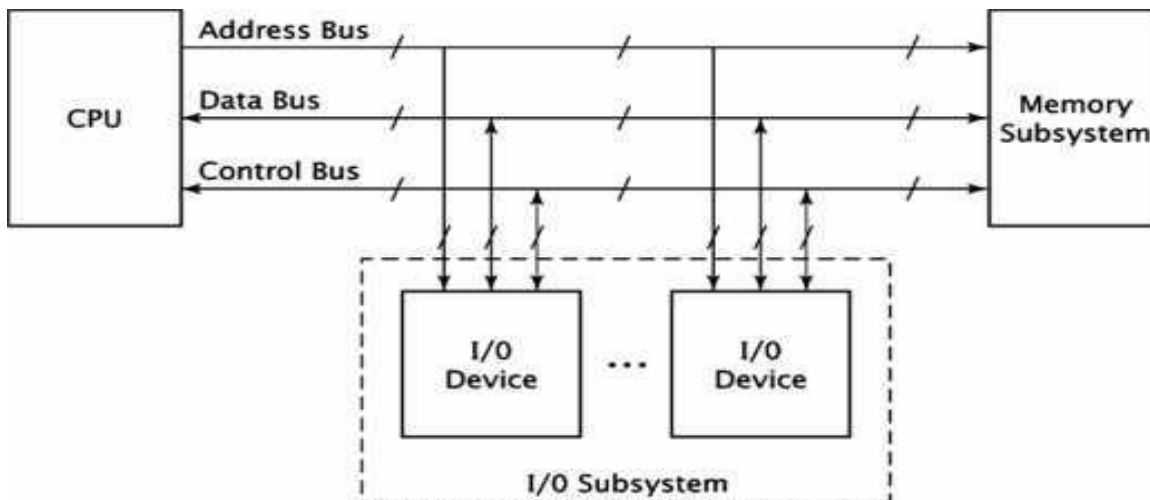 Address Bus
Data Bus
CPU
Memory
Subsystem
Control Bus
I/O
Device
...
I/O
Device
I/O Subsystem